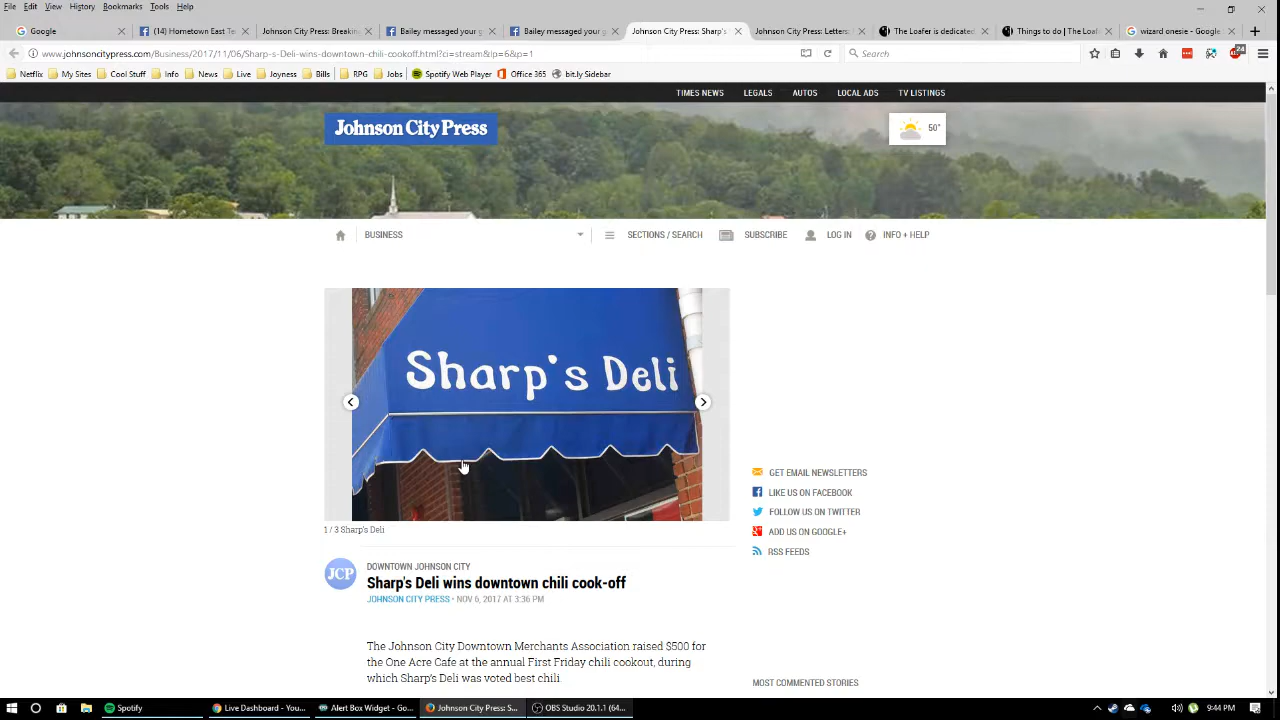 File Edit View History Bookmarks Tools Help
Google
(14) Hometown East Te
Johnson City Press: Breakin
Bailey messaged your g
Bailey messaged your g
Johnson City Press: Sharp's
Johnson City Press: Letters:
The Loafer is dedicated
Things to do | The Loafe
wizard onesie - Google
www.johnsoncitypress.com/Business/2017/11/06/Sharp-s-Deli-wins-downtown-chili-cookoff.html?ci=stream&lp=6&p=1
Search
24
Netflix My Sites Cool Stuff Info News Live Joyness Bills RPG Jobs Spotify Web Player Office 365 bit.ly Sidebar
TIMES NEWS LEGALS AUTOS LOCAL ADS TV LISTINGS
Johnson City Press
50°
BUSINESS
SECTIONS / SEARCH SUBSCRIBE LOG IN INFO + HELP
Sharp's Deli
1 / 3 Sharp's Deli
GET EMAIL NEWSLETTERS
LIKE US ON FACEBOOK
FOLLOW US ON TWITTER
ADD US ON GOOGLE+
RSS FEEDS
JCP
DOWNTOWN JOHNSON CITY
Sharp's Deli wins downtown chili cook-off
JOHNSON CITY PRESS • NOV 6, 2017 AT 3:36 PM
The Johnson City Downtown Merchants Association raised $500 for
the One Acre Cafe at the annual First Friday chili cookout, during
which Sharp's Deli was voted best chili.
MOST COMMENTED STORIES
Spotify
Live Dashboard - You...
Alert Box Widget - Go...
Johnson City Press: S...
OBS Studio 20.1.1 (64...
9:44 PM